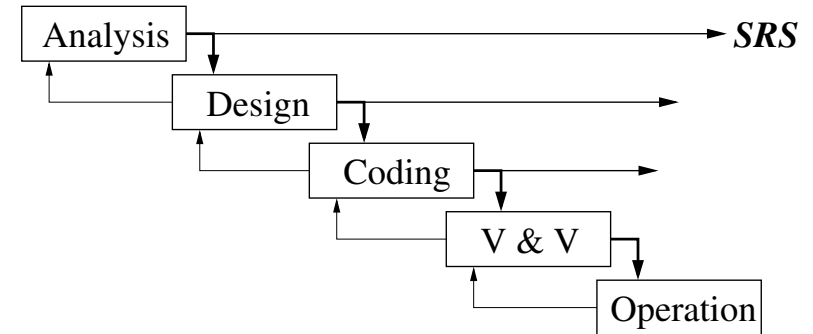 Analysis
SRS
Design
Coding
V & V
Operation